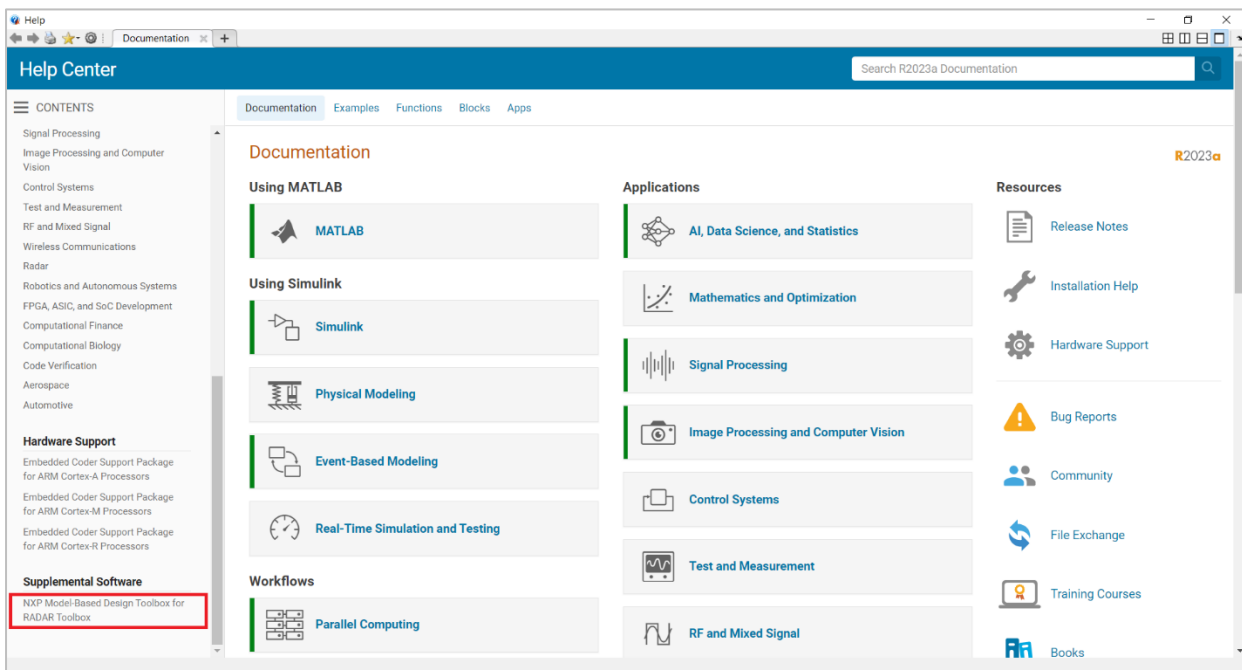 Help
Documentation
Help Center
Search R2023a Documentation
CONTENTS
Signal Processing
Image Processing and Computer
Vision
Control Systems
Test and Measurement
RF and Mixed Signal
Wireless Communications
Radar
Robotics and Autonomous Systems
FPGA, ASIC, and SoC Development
Computational Finance
Computational Biology
Code Verification
Aerospace
Automotive
Hardware Support
Embedded Coder Support Package
for ARM Cortex-A Processors
Embedded Coder Support Package
for ARM Cortex-M Processors
Embedded Coder Support Package
for ARM Cortex-R Processors
Supplemental Software
NXP Model-Based Design Toolbox for
RADAR Toolbox
Documentation Examples Functions Blocks Apps
Documentation
R2023a
Using MATLAB
MATLAB
Using Simulink
Simulink
Physical Modeling
Event-Based Modeling
Real-Time Simulation and Testing
Workflows
Parallel Computing
Applications
AI, Data Science, and Statistics
Mathematics and Optimization
Signal Processing
Image Processing and Computer Vision
Control Systems
Test and Measurement
RF and Mixed Signal
Resources
Release Notes
Installation Help
Hardware Support
Bug Reports
Community
File Exchange
Training Courses
Books